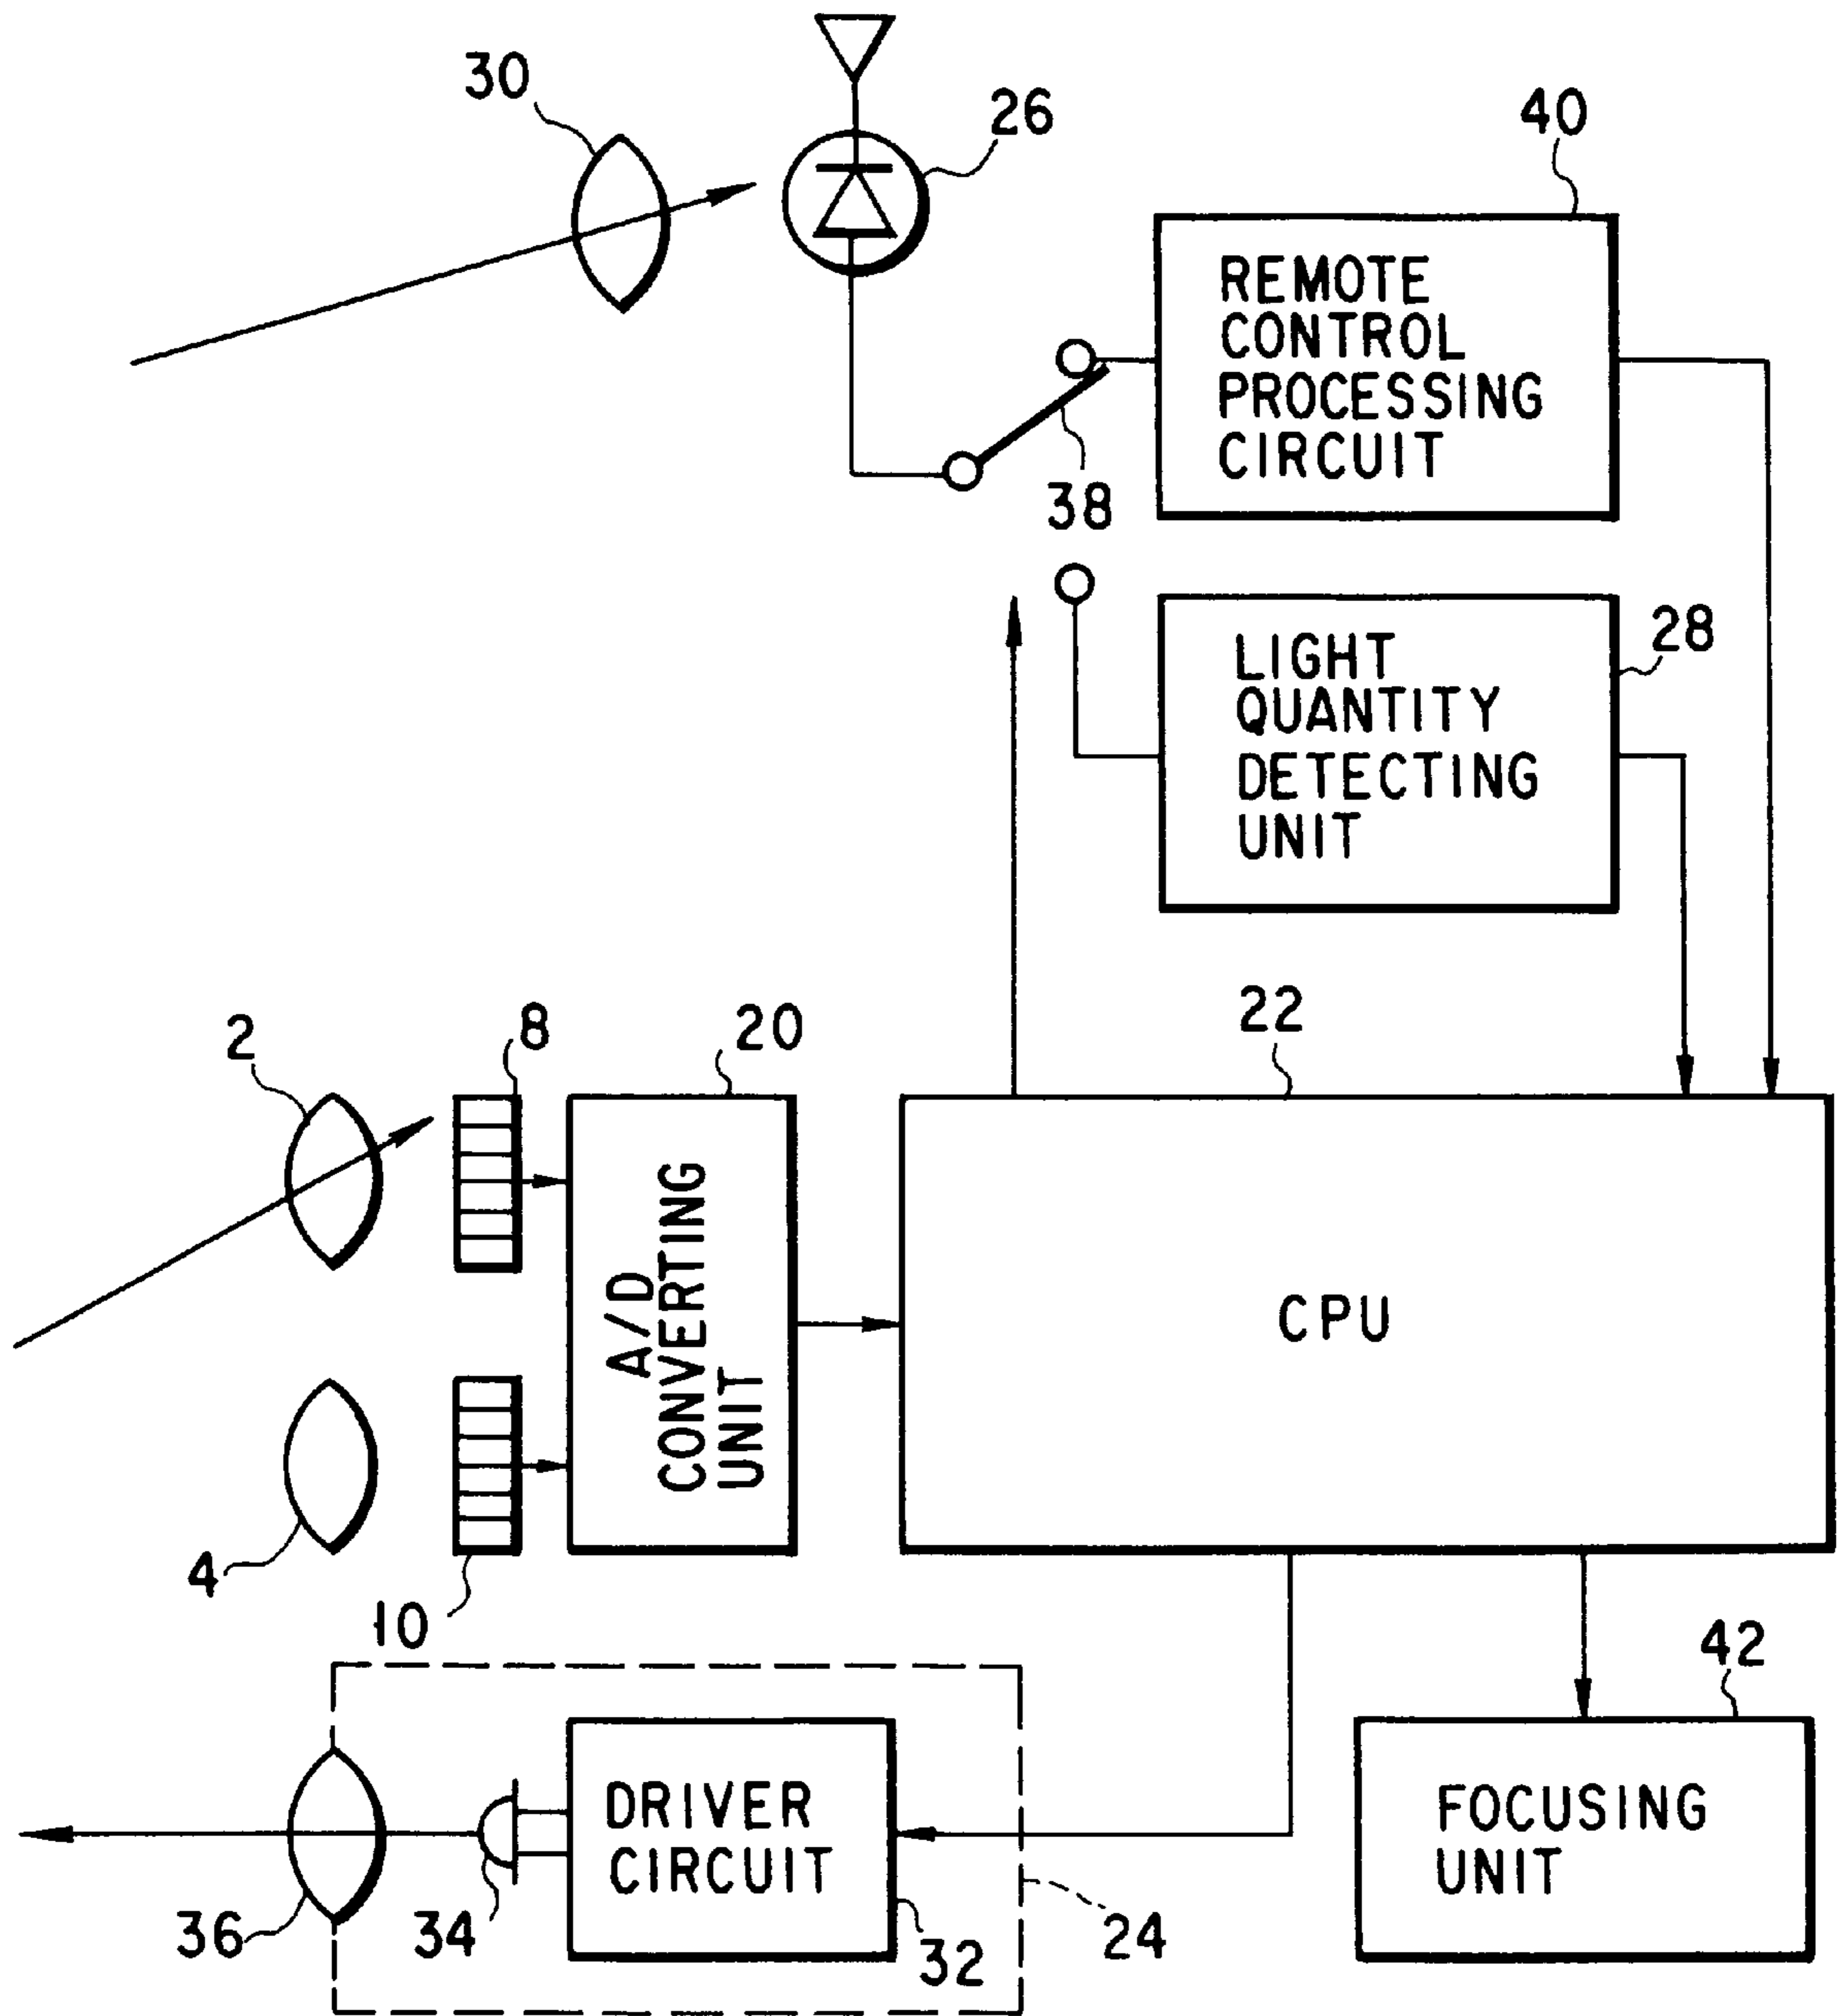 30
26
40
REMOTE
CONTROL
PROCESSING
CIRCUIT
38
28
LIGHT
QUANTITY
DETECTING
UNIT
2
8
20
22
A/D
CONVERTING
UNIT
CPU
4
10
42
DRIVER
CIRCUIT
FOCUSING
UNIT
36
34
32
24